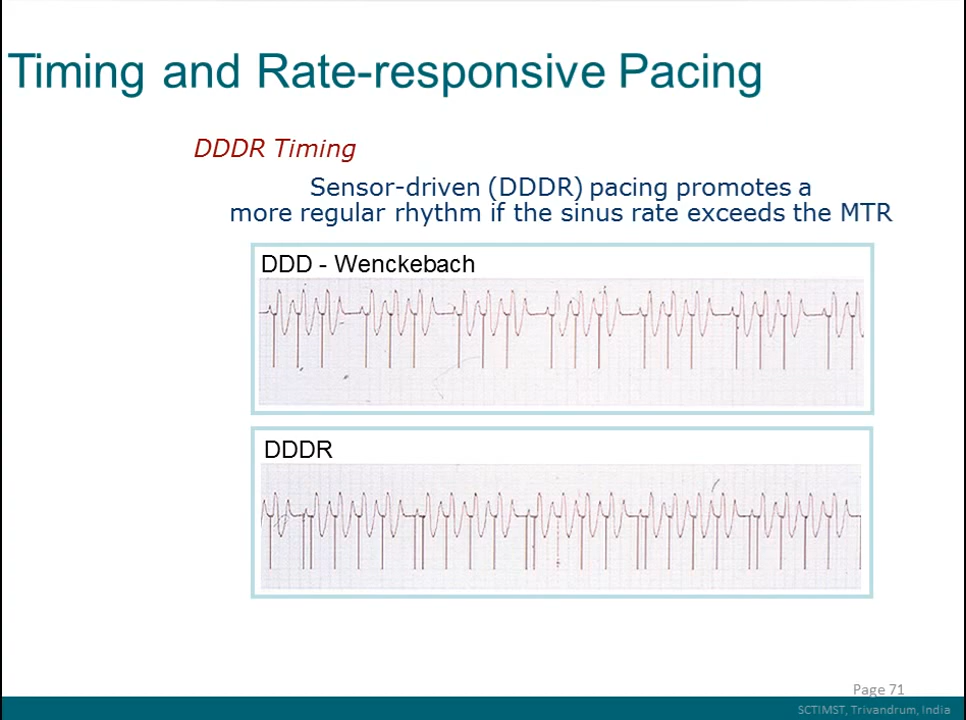 Timing and Rate-responsive Pacing
DDDR Timing
Sensor-driven (DDDR) pacing promotes a
more regular rhythm if the sinus rate exceeds the MTR
DDD - Wenckebach
DDDR
Page 71
SCTIMST, Trivandrum, India